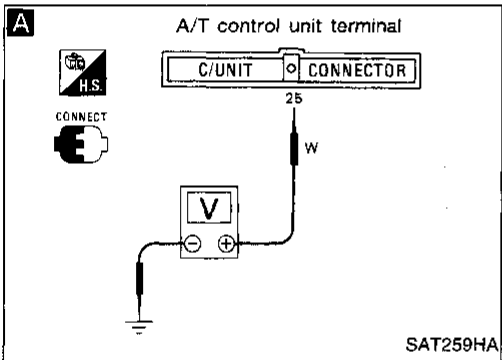 A
A/T control unit terminal
C/UNIT CONNECTOR
H.S.
25
CONNECT
W
V
SAT259HA